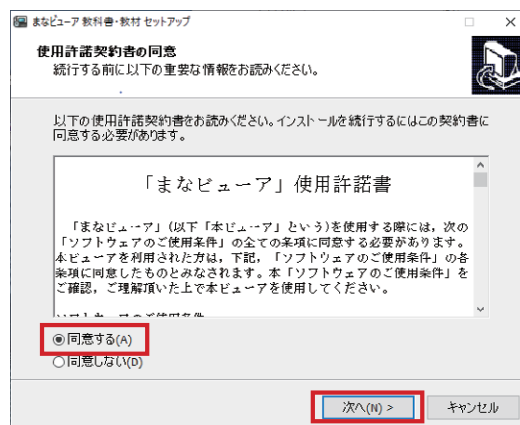 まなビューア 教科書・教材 セットアップ
使用許諾契約書の同意
続行する前に以下の重要な情報をお読みください。
以下の使用許諾契約書をお読みください。インストールを続行するにはこの契約書に
同意する必要があります。
「まなビューア」使用許諾書
「まなビューア」(以下「本ビューア」という)を使用する際には，次の
「ソフトウェアのご使用条件」の全ての条項に同意する必要があります。
本ビューアを利用された方は，下記，「ソフトウェアのご使用条件」の各
条項に同意したものとみなされます。本「ソフトウェアのご使用条件」を
ご確認，ご理解頂いた上で本ビューアを使用してください。
同意する(A)
同意しない(D)
次へ(N) >
キャンセル